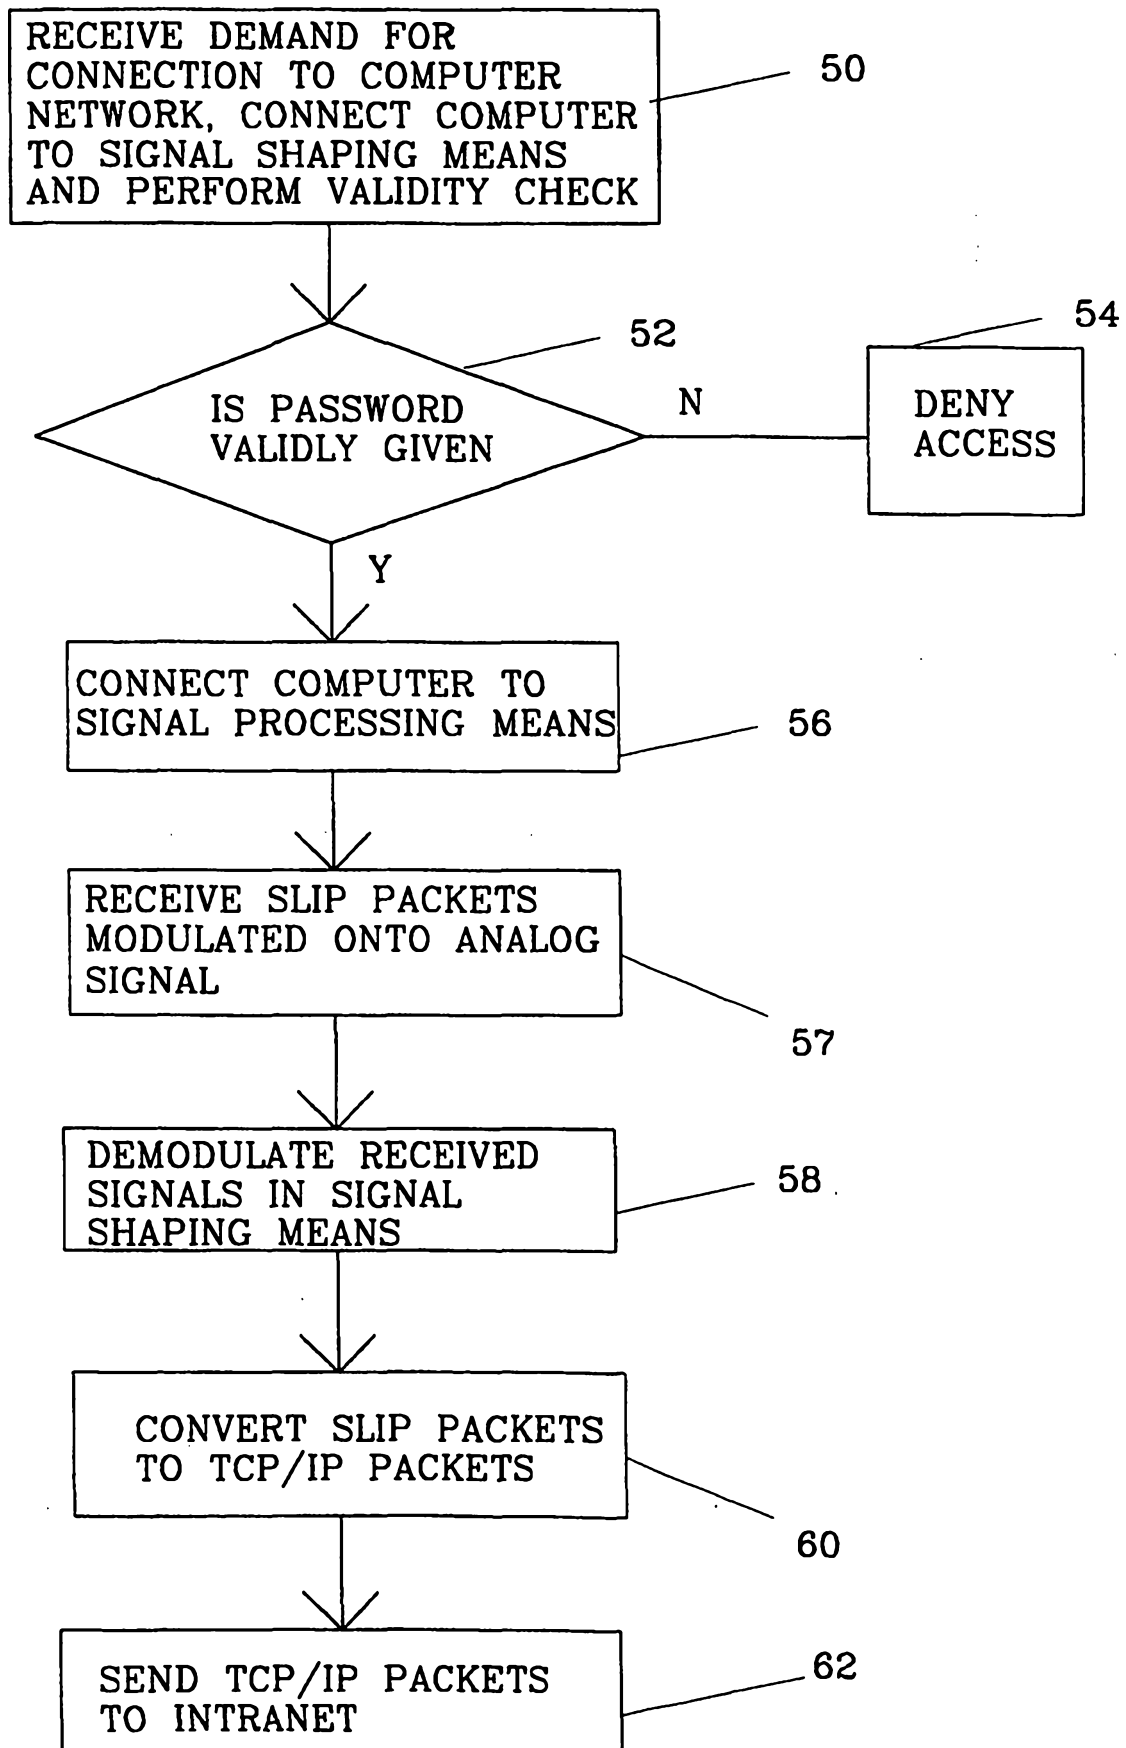 RECEIVE DEMAND FOR
CONNECTION TO COMPUTER
NETWORK, CONNECT COMPUTER
TO SIGNAL SHAPING MEANS
AND PERFORM VALIDITY CHECK
50
52
54
IS PASSWORD
VALIDLY GIVEN
N
DENY
ACCESS
Y
CONNECT COMPUTER TO
SIGNAL PROCESSING MEANS
56
RECEIVE SLIP PACKETS
MODULATED ONTO ANALOG
SIGNAL
57
DEMODULATE RECEIVED
SIGNALS IN SIGNAL
SHAPING MEANS
58
CONVERT SLIP PACKETS
TO TCP/IP PACKETS
60
SEND TCP/IP PACKETS
TO INTRANET
62